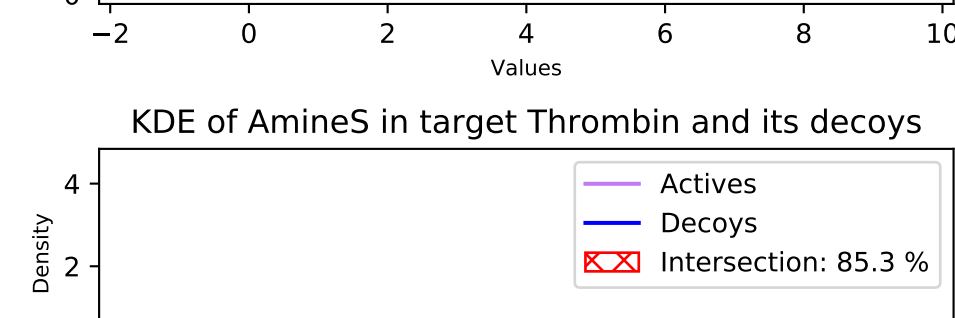 −2 0 2 4 6 8 10
Values
KDE of AmineS in target Thrombin and its decoys
4
2
Density
Actives
Decoys
Intersection: 85.3 %